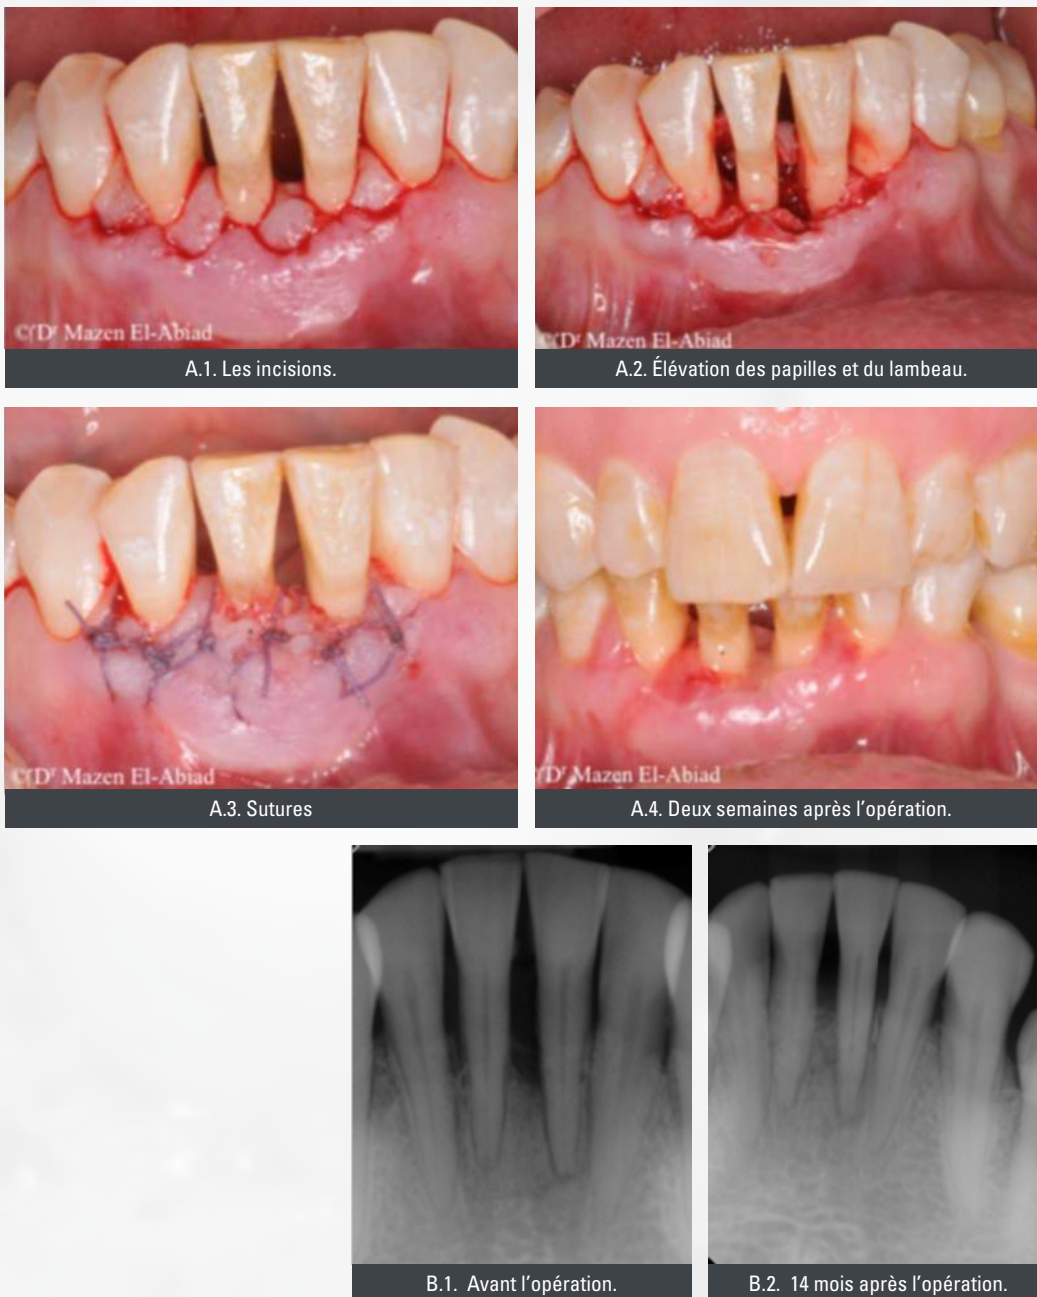 ©Dr Mazen El-Abiad
A.1. Les incisions.
©Dr Mazen El-Abiad
A.2. Élévation des papilles et du lambeau.
©Dr Mazen El-Abiad
A.3. Sutures
©Dr Mazen El-Abiad
A.4. Deux semaines après l’opération.
B.1. Avant l’opération.
B.2. 14 mois après l’opération.